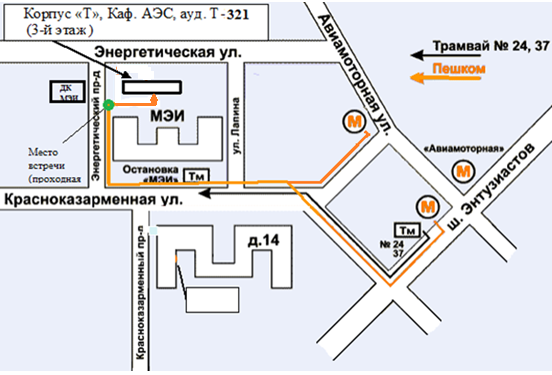 Корпус «Т», Каф. АЭС, ауд. Т-321
(3-й этаж)
Энергетическая ул.
Авиамоторная ул.
Трамвай № 24, 37
Пешком
ДК
МЭИ
Энергетический пр-д
МЭИ
ул. Лапина
М
«Авиамоторная»
М
Место
встречи
(проходная
Остановка
«МЭИ»
Тм
Красноказарменная ул.
М
ш. Энтузиастов
Тм
№ 24
37
д.14
Красноказарменный пр-п